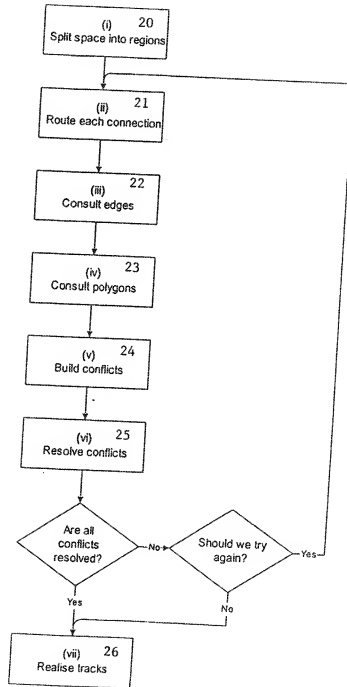 (i) 20
Split space into regions
(ii) 21
Route each connection
(iii) 22
Consult edges
(iv) 23
Consult polygons
(v) 24
Build conflicts
(vi) 25
Resolve conflicts
Are all
conflicts
resolved?
No
Should we try
again?
Yes
Yes
No
(vii) 26
Realise tracks